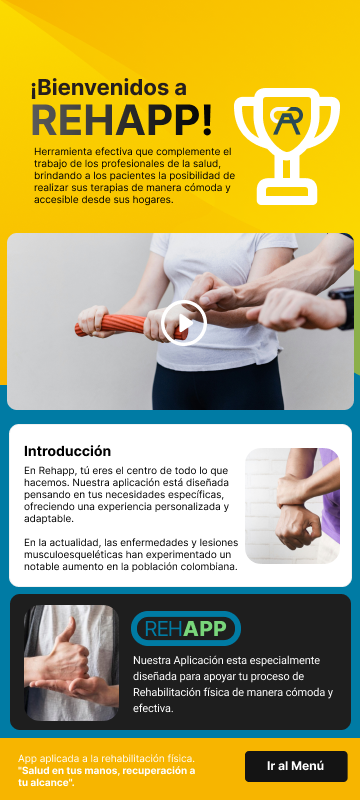 ¡Bienvenidos a
REHAPP!
Herramienta efectiva que complemente el
trabajo de los profesionales de la salud,
brindando a los pacientes la posibilidad de
realizar sus terapias de manera cómoda y
accesible desde sus hogares.
Introducción
En Rehapp, tú eres el centro de todo lo que
hacemos. Nuestra aplicación está diseñada
pensando en tus necesidades específicas,
ofreciendo una experiencia personalizada y
adaptable.
En la actualidad, las enfermedades y lesiones
musculoesqueléticas han experimentado un
notable aumento en la población colombiana.
REHAPP
Nuestra Aplicación esta especialmente
diseñada para apoyar tu proceso de
Rehabilitación física de manera cómoda y
efectiva.
App aplicada a la rehabilitación física.
"Salud en tus manos, recuperación a
tu alcance".
Ir al Menú